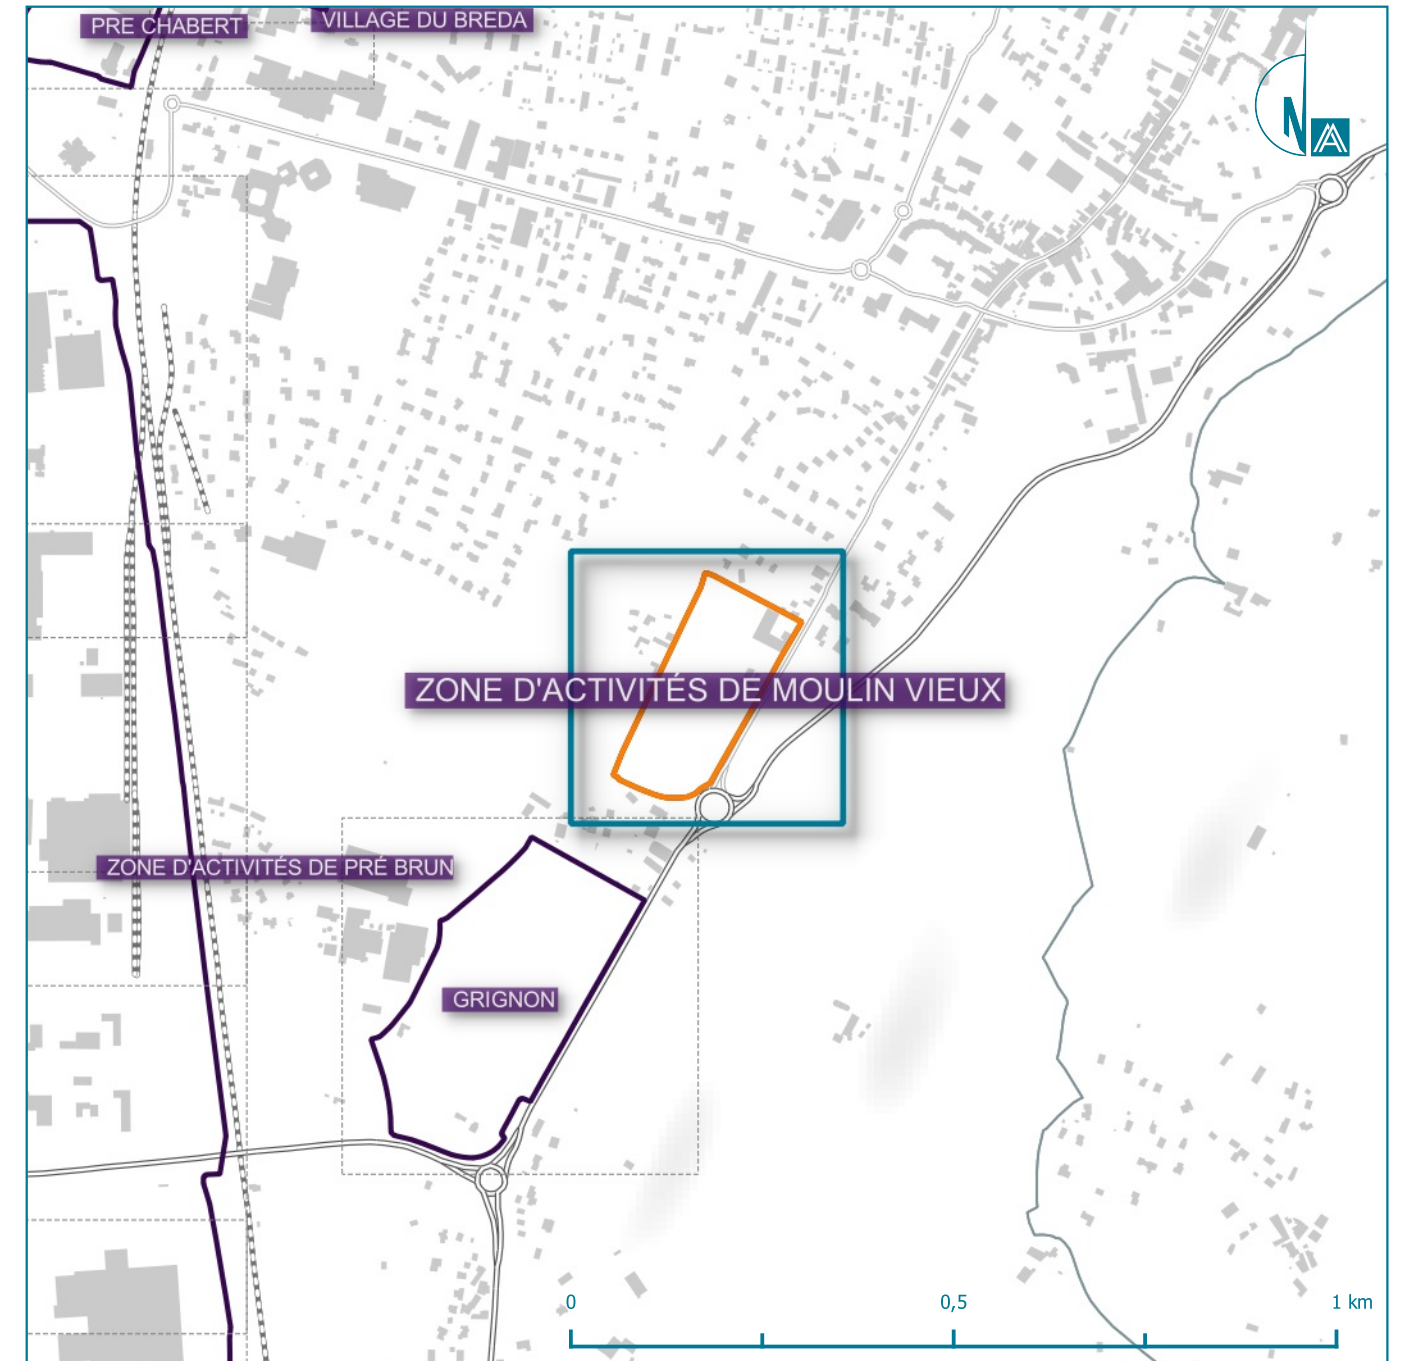 PRE CHABERT
VILLAGE DU BREDA
N
ZONE D'ACTIVITÉS DE MOULIN VIEUX
ZONE D'ACTIVITÉS DE PRÉ BRUN
GRIGNON
0 0,5 1 km